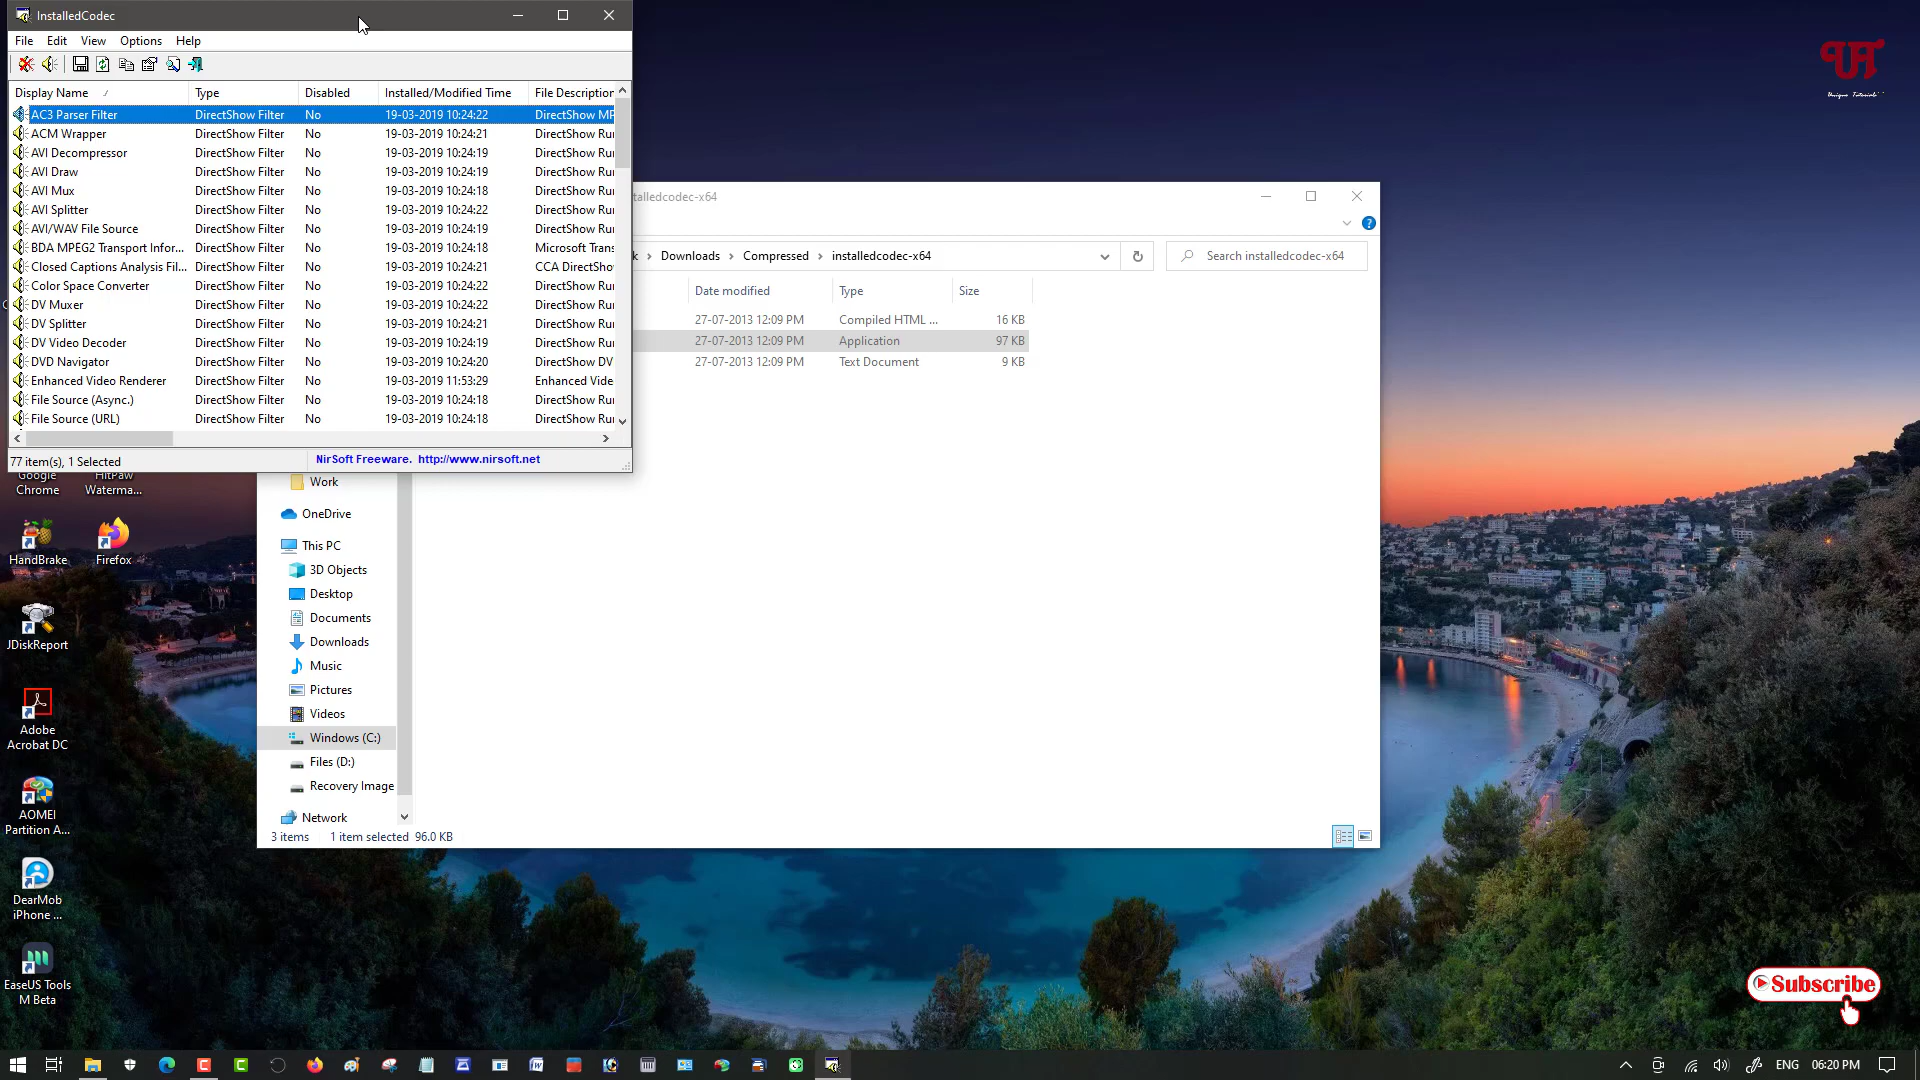 InstalledCodec
File Edit View Options Help
Display Name Type Disabled Installed/Modified Time File Description
AC3 Parser Filter DirectShow Filter No 19-03-2019 10:24:22 DirectShow MP
ACM Wrapper DirectShow Filter No 19-03-2019 10:24:21 DirectShow Ru
AVI Decompressor DirectShow Filter No 19-03-2019 10:24:19 DirectShow Ru
AVI Draw DirectShow Filter No 19-03-2019 10:24:19 DirectShow Ru
AVI Mux DirectShow Filter No 19-03-2019 10:24:18 DirectShow Ru
AVI Splitter DirectShow Filter No 19-03-2019 10:24:22 DirectShow Ru
AVI/WAV File Source DirectShow Filter No 19-03-2019 10:24:19 DirectShow Ru
BDA MPEG2 Transport Infor... DirectShow Filter No 19-03-2019 10:24:18 Microsoft Trans
Closed Captions Analysis Fil... DirectShow Filter No 19-03-2019 10:24:21 CCA DirectSho
Color Space Converter DirectShow Filter No 19-03-2019 10:24:22 DirectShow Ru
DV Muxer DirectShow Filter No 19-03-2019 10:24:22 DirectShow Ru
DV Splitter DirectShow Filter No 19-03-2019 10:24:21 DirectShow Ru
DV Video Decoder DirectShow Filter No 19-03-2019 10:24:19 DirectShow Ru
DVD Navigator DirectShow Filter No 19-03-2019 10:24:20 DirectShow DV
Enhanced Video Renderer DirectShow Filter No 19-03-2019 11:53:29 Enhanced Vide
File Source (Async.) DirectShow Filter No 19-03-2019 10:24:18 DirectShow Ru
File Source (URL) DirectShow Filter No 19-03-2019 10:24:18 DirectShow Ru
77 item(s), 1 Selected NirSoft Freeware. http://www.nirsoft.net
talledcodec-x64
k > Downloads > Compressed > installedcodec-x64 Search installedcodec-x64
Date modified Type Size
27-07-2013 12:09 PM Compiled HTML ... 16 KB
27-07-2013 12:09 PM Application 97 KB
27-07-2013 12:09 PM Text Document 9 KB
Work
OneDrive
This PC
3D Objects
Desktop
Documents
Downloads
Music
Pictures
Videos
Windows (C:)
Files (D:)
Recovery Image
Network
3 items 1 item selected 96.0 KB
Google
Chrome
HitPaw
Waterma...
HandBrake
Firefox
JDiskReport
Adobe
Acrobat DC
AOMEI
Partition A...
DearMob
iPhone ...
EaseUS Tools
M Beta
UT
Unique Tutorials
Subscribe
ENG 06:20 PM